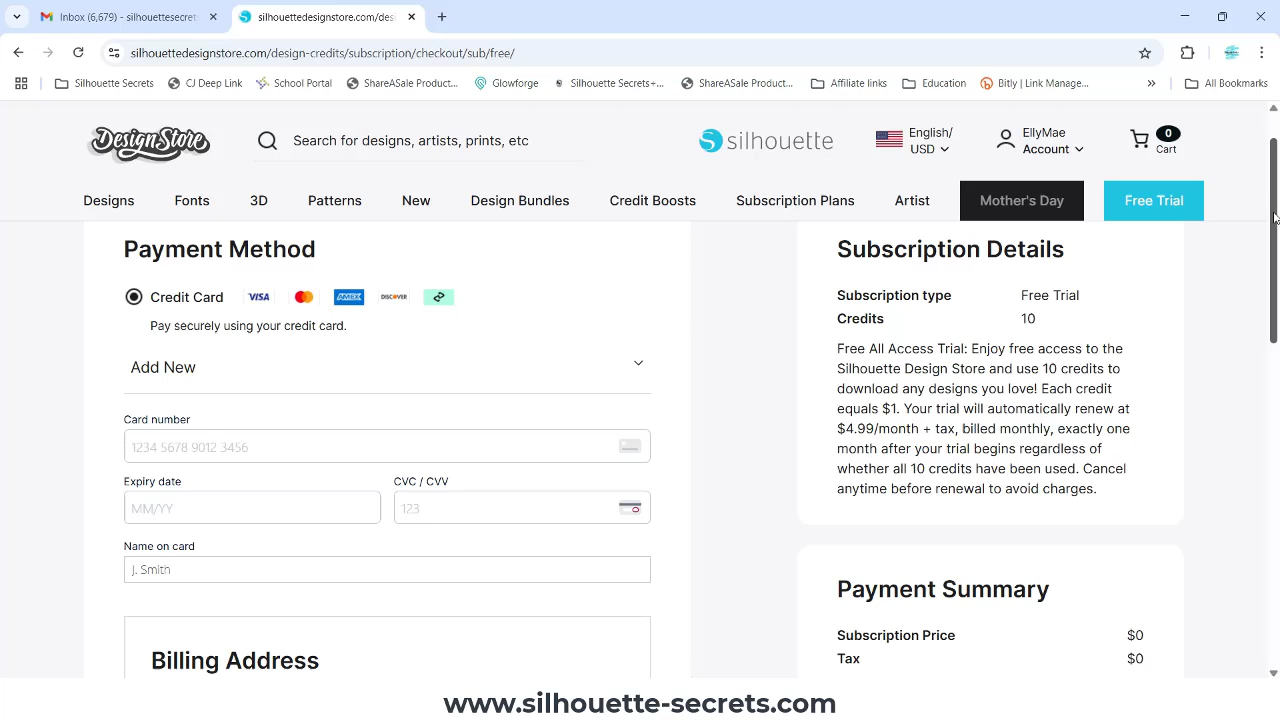 Inbox (6,679) - silhouettesecret
silhouettedesignstore.com/des
silhouettedesignstore.com/design-credits/subscription/checkout/sub/free/
Silhouette Secrets
CJ Deep Link
School Portal
ShareASale Product...
Glowforge
Silhouette Secrets+...
ShareASale Product...
Affiliate links
Education
Bitly | Link Manage...
All Bookmarks
DesignStore
Search for designs, artists, prints, etc
silhouette
English/
USD
EllyMae
Account
0
Cart
Designs
Fonts
3D
Patterns
New
Design Bundles
Credit Boosts
Subscription Plans
Artist
Mother's Day
Free Trial
Payment Method
Credit Card
VISA
AMEX
DISCOVER
Pay securely using your credit card.
Add New
Card number
1234 5678 9012 3456
Expiry date
CVC / CVV
MM/YY
123
Name on card
J. Smith
Billing Address
Subscription Details
Subscription type Free Trial
Credits 10
Free All Access Trial: Enjoy free access to the
Silhouette Design Store and use 10 credits to
download any designs you love! Each credit
equals $1. Your trial will automatically renew at
$4.99/month + tax, billed monthly, exactly one
month after your trial begins regardless of
whether all 10 credits have been used. Cancel
anytime before renewal to avoid charges.
Payment Summary
Subscription Price $0
Tax $0
www.silhouette-secrets.com